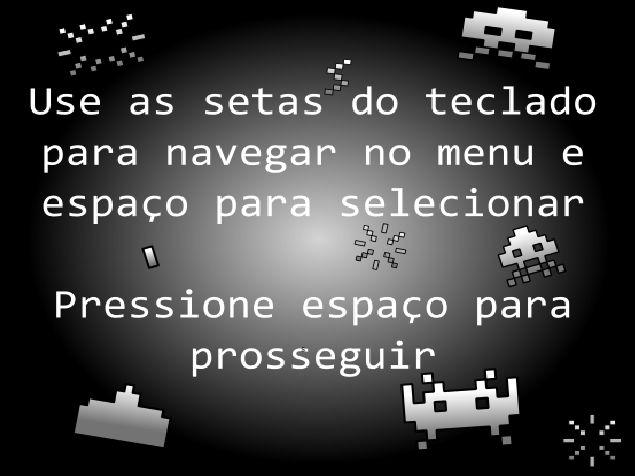 Use as setas do teclado
para navegar no menu e
espaço para selecionar
Pressione espaço para
prosseguir